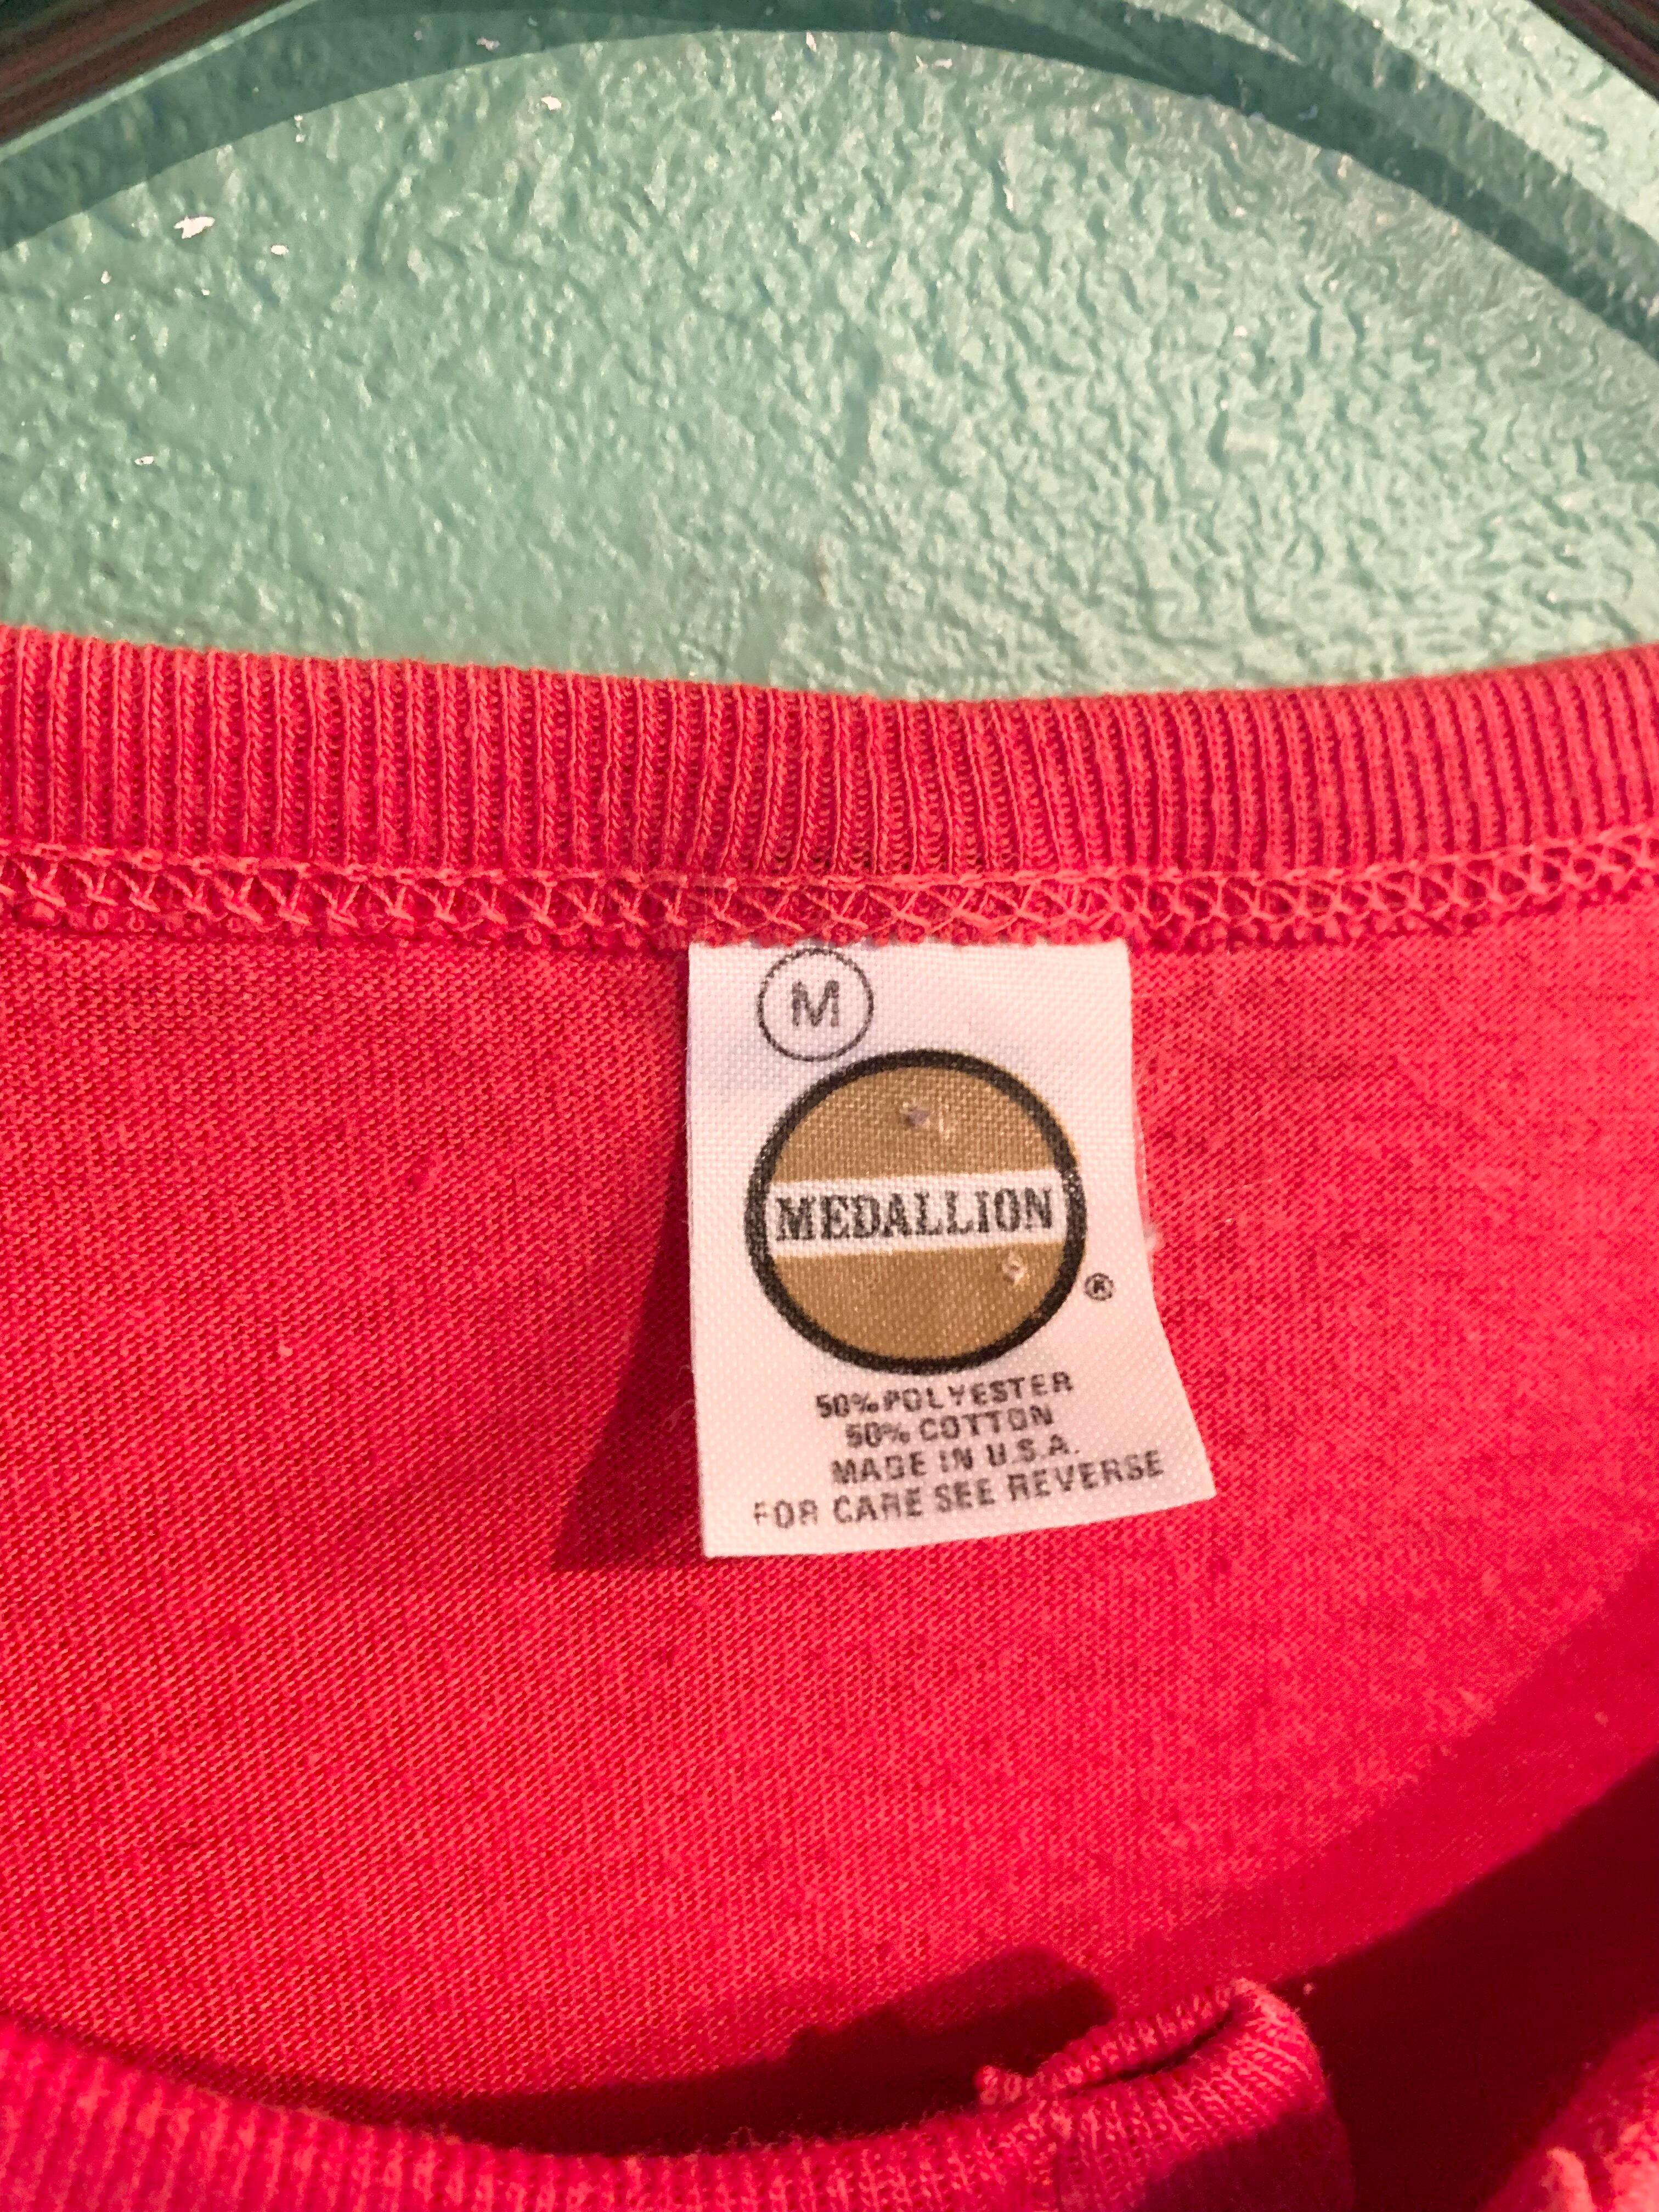 M
MEDALLION
®
50% POLYESTER
50% COTTON
MADE IN U.S.A.
FOR CARE SEE REVERSE